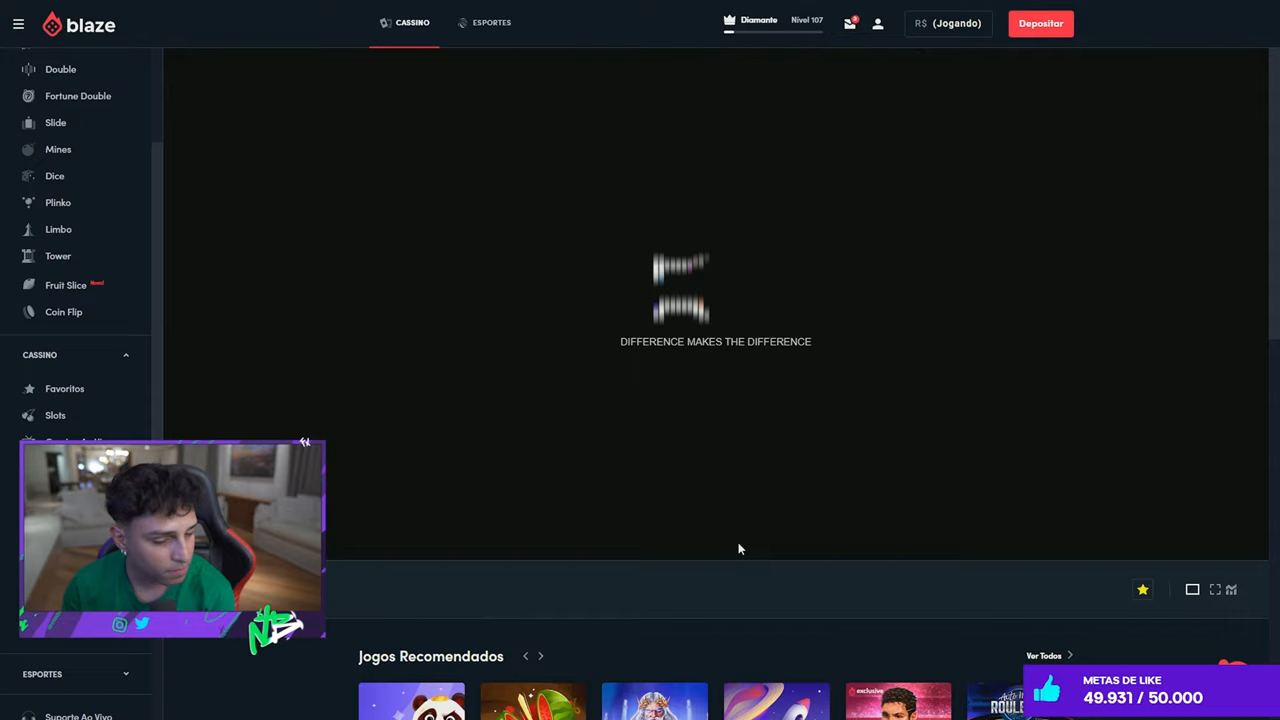 blaze
CASSINO
ESPORTES
Diamante
Nível 107
3
R$ (Jogando)
Depositar
Double
Fortune Double
Slide
Mines
Dice
Plinko
Limbo
Tower
Fruit Slice
Coin Flip
CASSINO
Favoritos
Slots
DIFFERENCE MAKES THE DIFFERENCE
Jogos Recomendados
Ver Todos
exclusive
ESPORTES
Suporte Ao Vivo
METAS DE LIKE
49.931 / 50.000